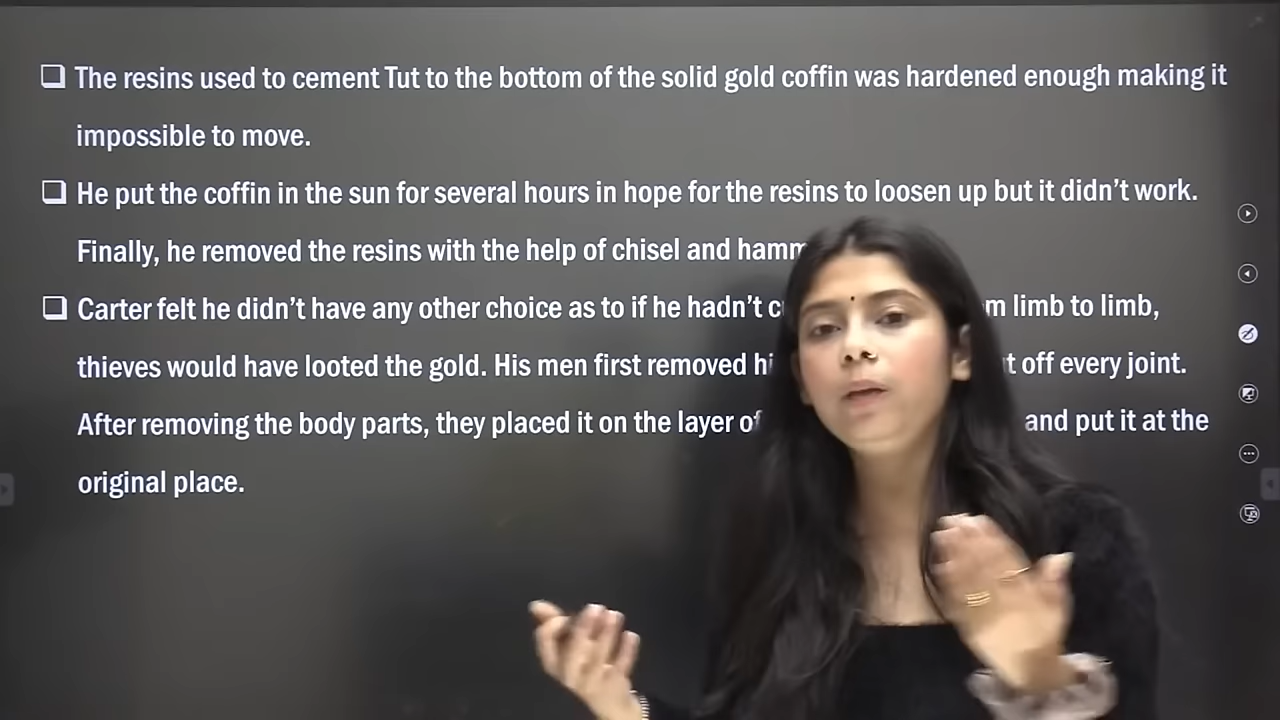 The resins used to cement Tut to the bottom of the solid gold coffin was hardened enough making it
impossible to move.
He put the coffin in the sun for several hours in hope for the resins to loosen up but it didn't work.
Finally, he removed the resins with the help of chisel and
Carter felt he didn't have any other choice as to if he hadn't limb to limb,
thieves would have looted the gold. His men first removed off every joint.
After removing the body parts, they placed it on the layer and put it at the
original place.